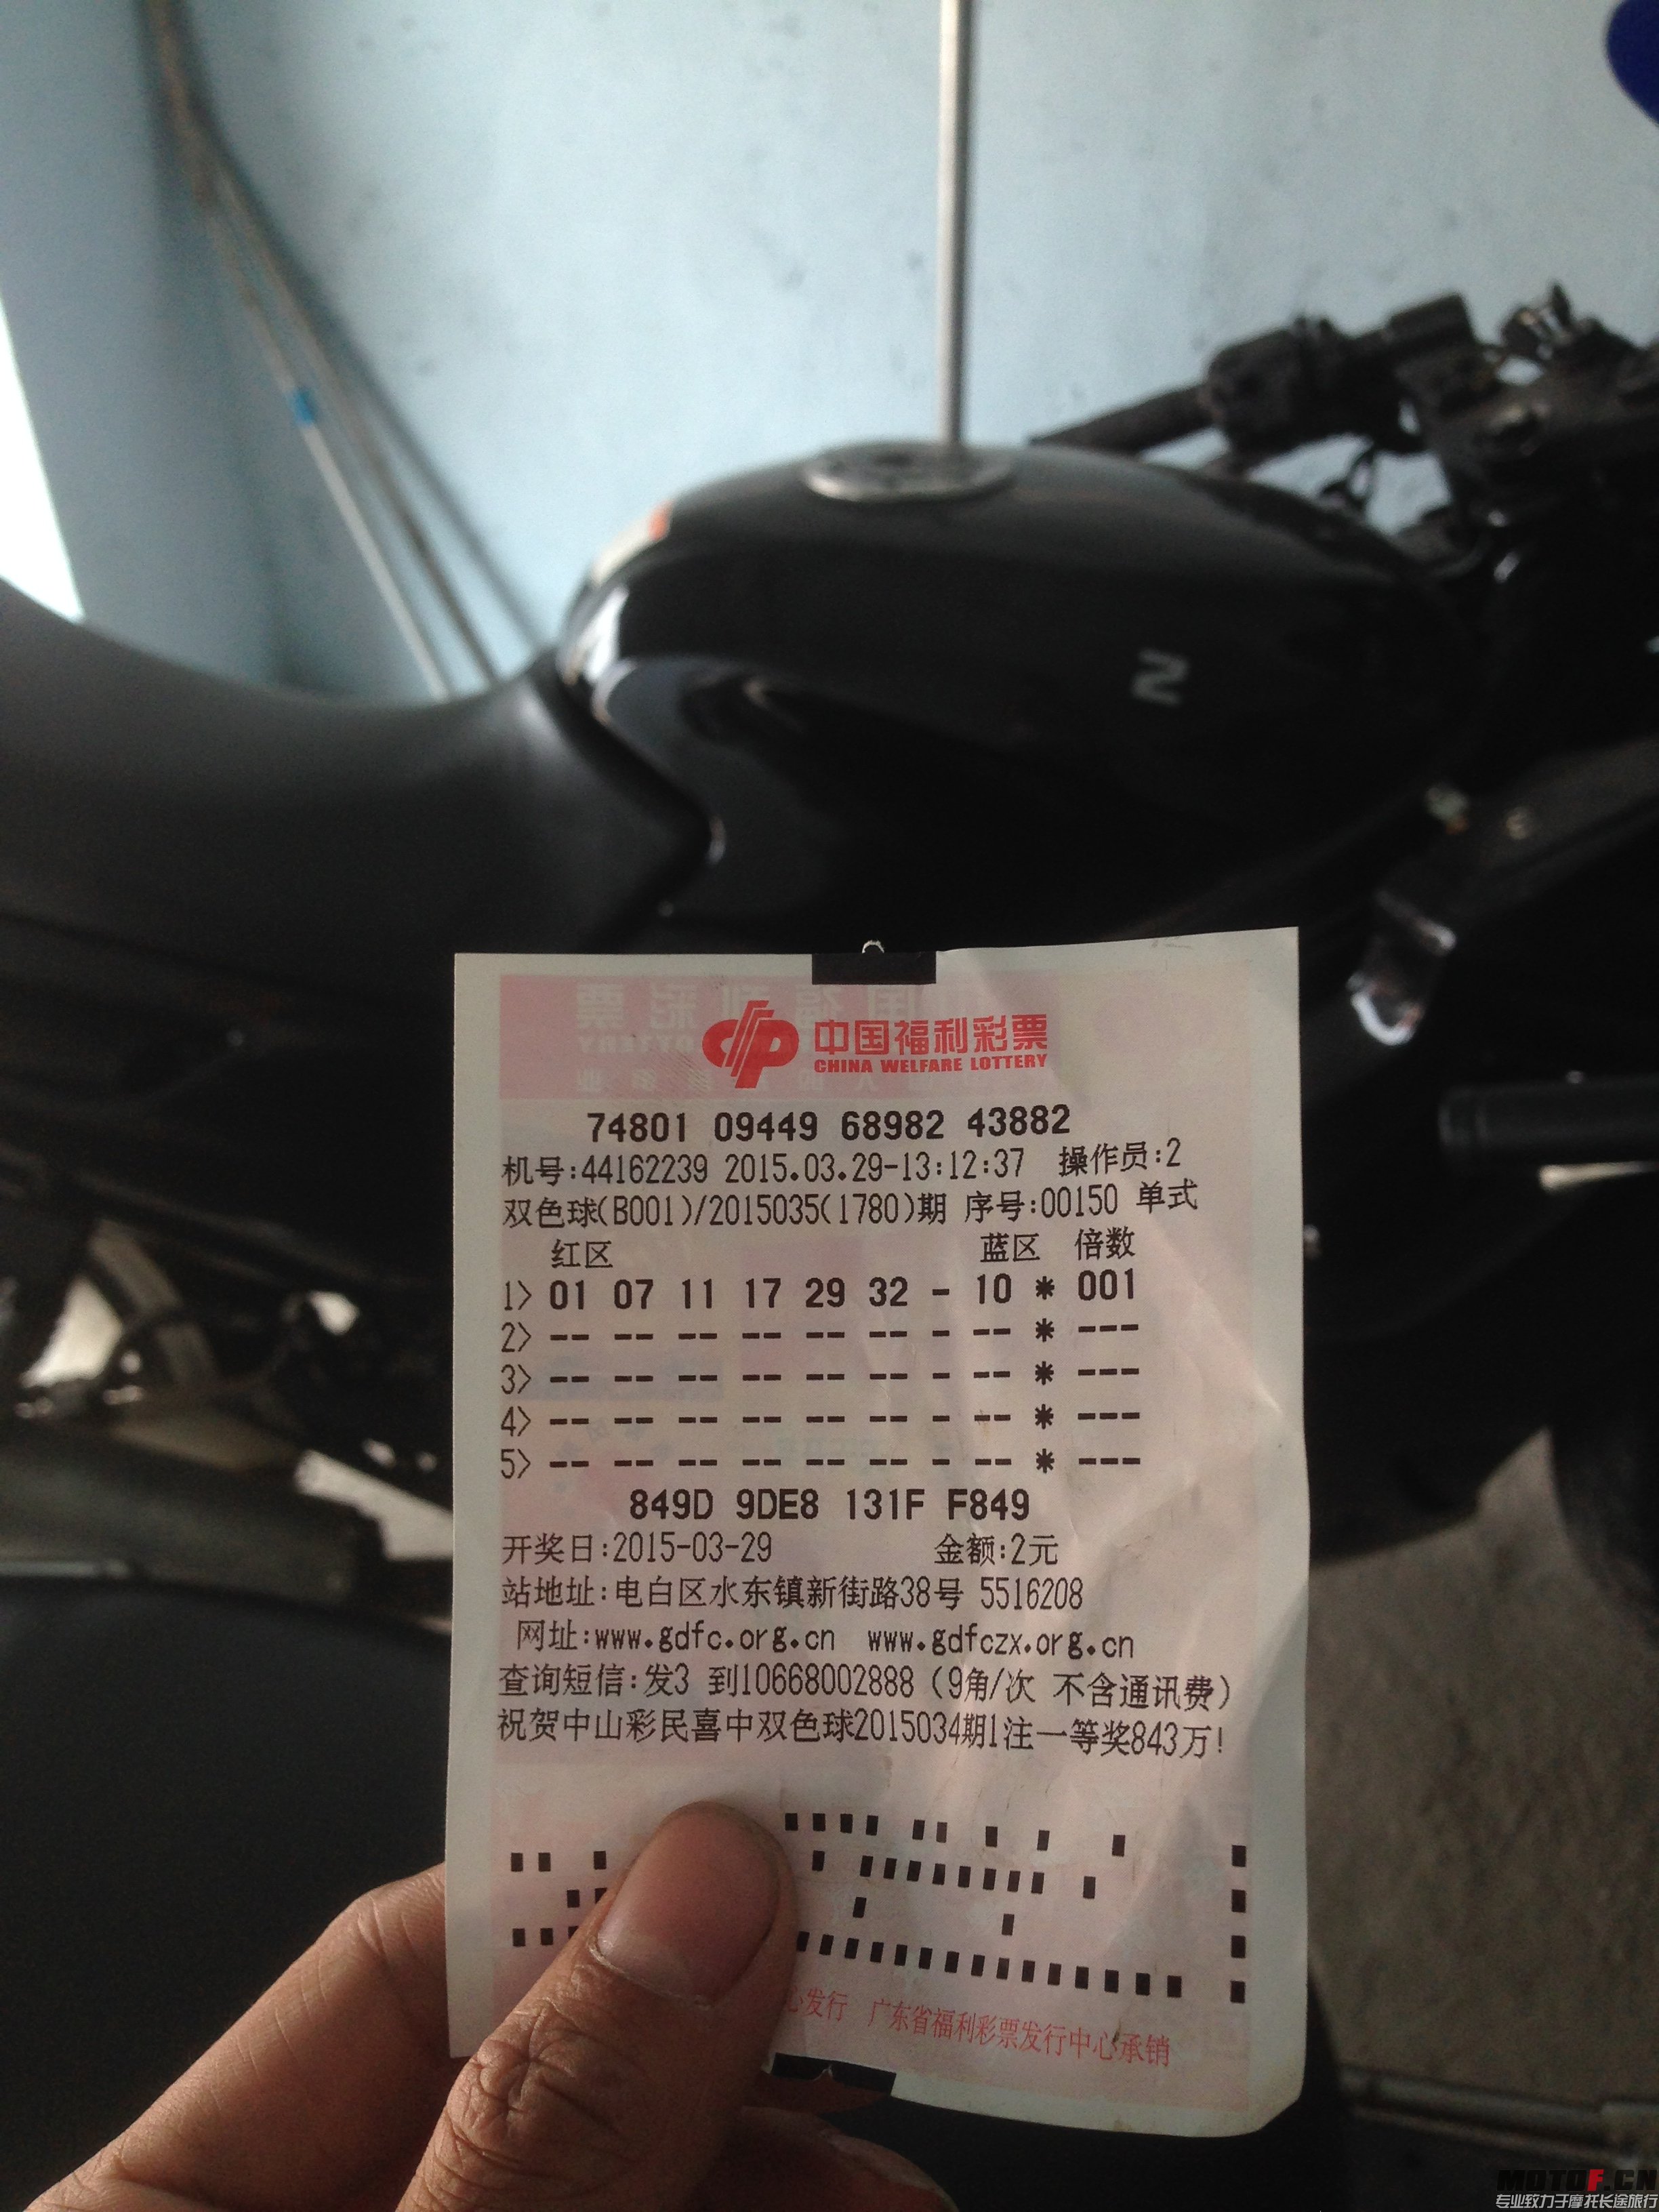 中国福利彩票
CHINA WELFARE LOTTERY
74801 09449 68982 43882
机号:44162239 2015.03.29-13:12:37 操作员:2
双色球(B001)/2015035(1780)期 序号:00150 单式
红区 蓝区 倍数
1> 01 07 11 17 29 32 - 10 * 001
2> -- -- -- -- -- -- - -- * ---
3> -- -- -- -- -- -- - -- * ---
4> -- -- -- -- -- -- - -- * ---
5> -- -- -- -- -- -- - -- * ---
849D 9DE8 131F F849
开奖日:2015-03-29 金额:2元
站地址:电白区水东镇新街路38号 5516208
网址:www.gdfc.org.cn www.gdfczx.org.cn
查询短信:发3 到10668002888 (9角/次 不含通讯费)
祝贺中山彩民喜中双色球2015034期1注一等奖843万!
心发行 广东省福利彩票发行中心承销
MOTOF.CN
专业致力于摩托长途旅行